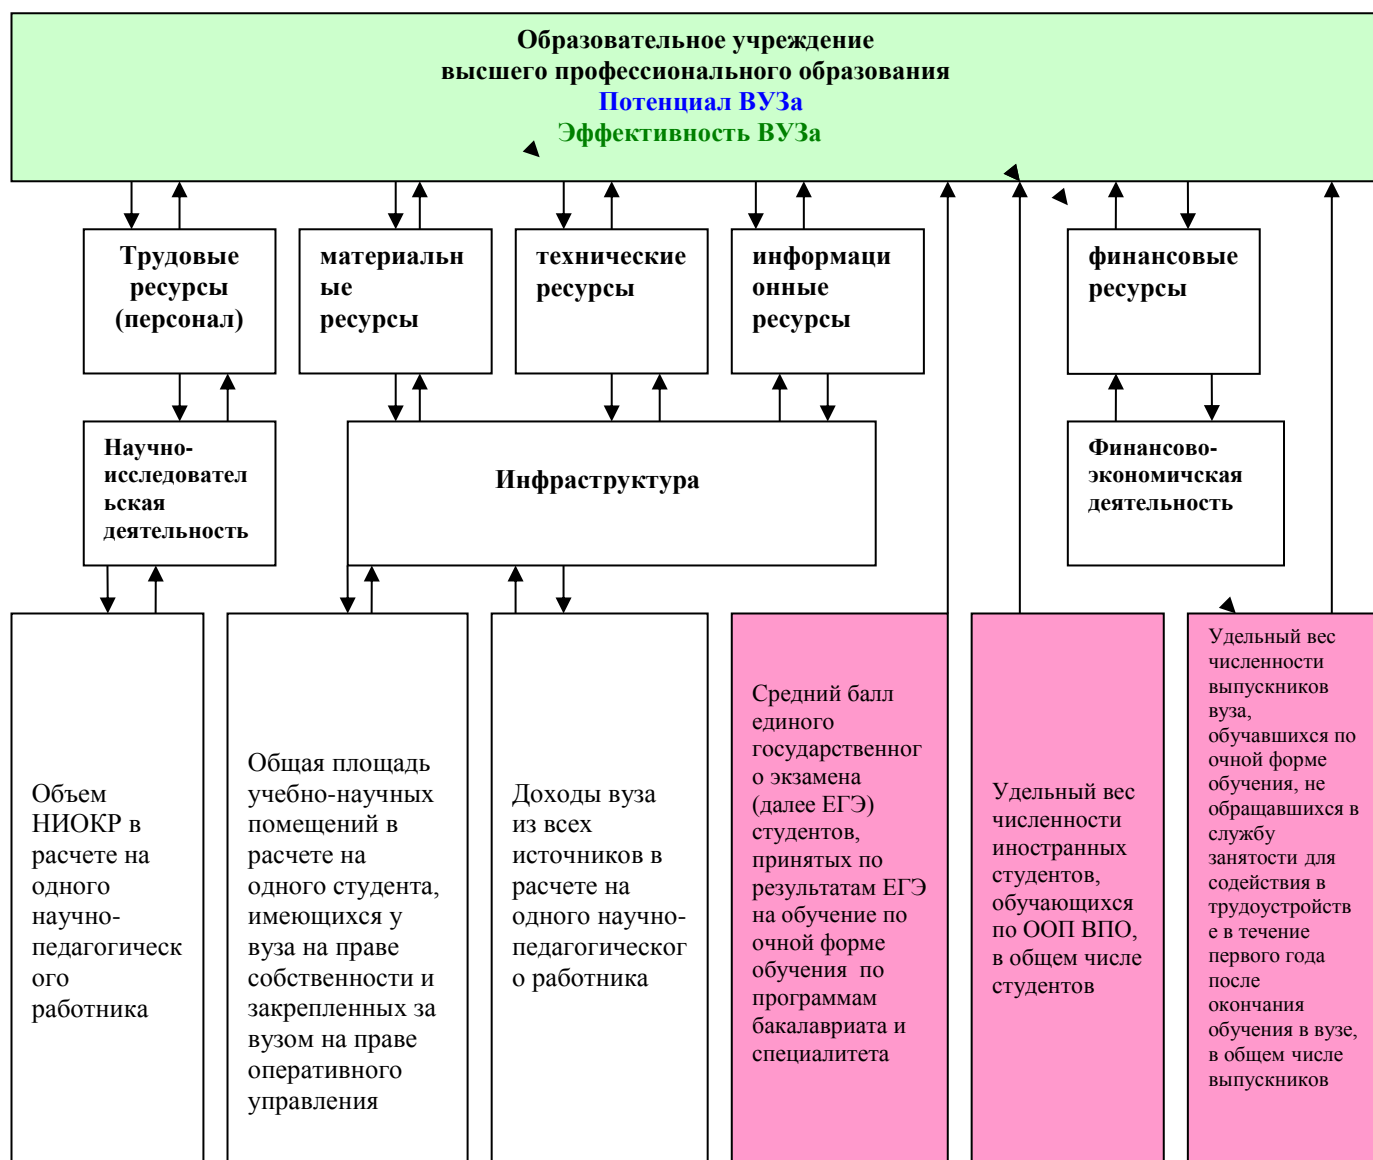 Образовательное учреждение
высшего профессионального образования
Потенциал ВУЗа
Эффективность ВУЗа
Трудовые
ресурсы
(персонал)
материальн
ые
ресурсы
технические
ресурсы
информаци
онные
ресурсы
финансовые
ресурсы
Научно-
исследовател
ьская
деятельность
Инфраструктура
Финансово-
экономичская
деятельность
Объем
НИОКР в
расчете на
одного
научно-
педагогическ
ого
работника
Общая площадь
учебно-научных
помещений в
расчете на
одного студента,
имеющихся у
вуза на праве
собственности и
закрепленных за
вузом на праве
оперативного
управления
Доходы вуза
из всех
источников в
расчете на
одного научно-
педагогическог
о работника
Средний балл
единого
государственног
о экзамена
(далее ЕГЭ)
студентов,
принятых по
результатам ЕГЭ
на обучение по
очной форме
обучения по
программам
бакалавриата и
специалитета
Удельный вес
численности
иностранных
студентов,
обучающихся
по ООП ВПО,
в общем числе
студентов
Удельный вес
численности
выпускников
вуза,
обучавшихся по
очной форме
обучения, не
обращавшихся в
службу
занятости для
содействия в
трудоустройств
е в течение
первого года
после
окончания
обучения в вузе,
в общем числе
выпускников